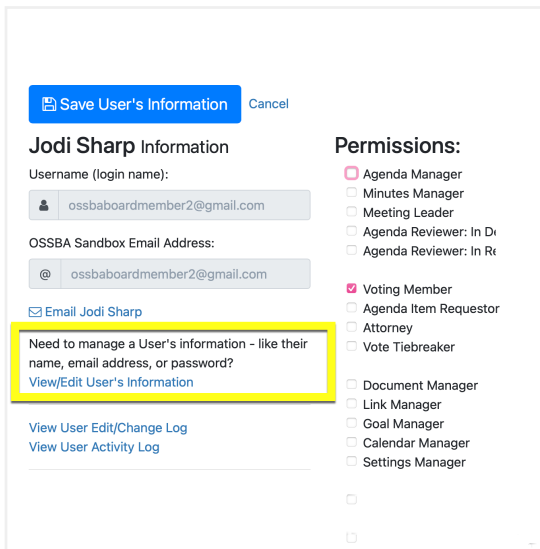 Save User's Information Cancel
Jodi Sharp Information
Username (login name):
ossbaboardmember2@gmail.com
OSSBA Sandbox Email Address:
@ ossbaboardmember2@gmail.com
Email Jodi Sharp
Need to manage a User's information - like their
name, email address, or password?
View/Edit User's Information
View User Edit/Change Log
View User Activity Log
Permissions:
Agenda Manager
Minutes Manager
Meeting Leader
Agenda Reviewer: In
Agenda Reviewer: In
Voting Member
Agenda Item Requestor
Attorney
Vote Tiebreaker
Document Manager
Link Manager
Goal Manager
Calendar Manager
Settings Manager